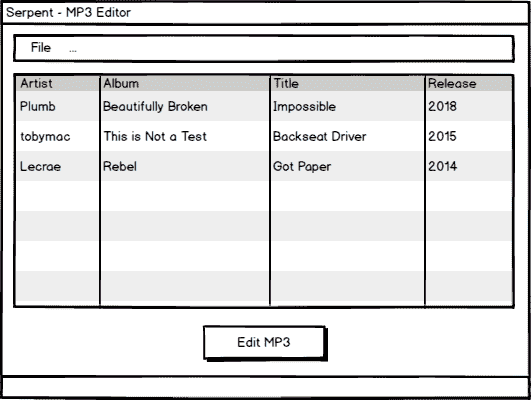 Serpent - MP3 Editor
File ...
Artist Album Title Release
Plumb Beautifully Broken Impossible 2018
tobymac This is Not a Test Backseat Driver 2015
Lecrae Rebel Got Paper 2014
Edit MP3